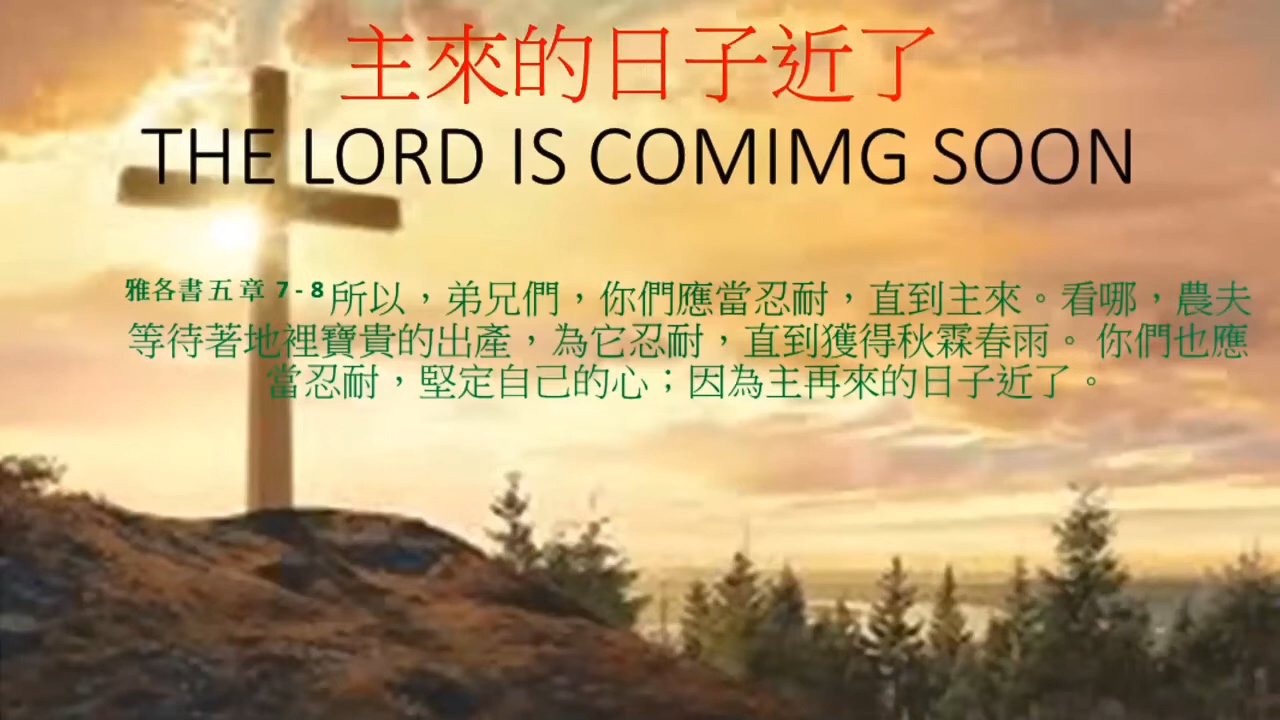 主來的日子近了
THE LORD IS COMIMG SOON
雅各書五章 7 - 8 所以，弟兄們，你們應當忍耐，直到主來。看哪，農夫
等待著地裡寶貴的出產，為它忍耐，直到獲得秋霖春雨。 你們也應
當忍耐，堅定自己的心；因為主再來的日子近了。